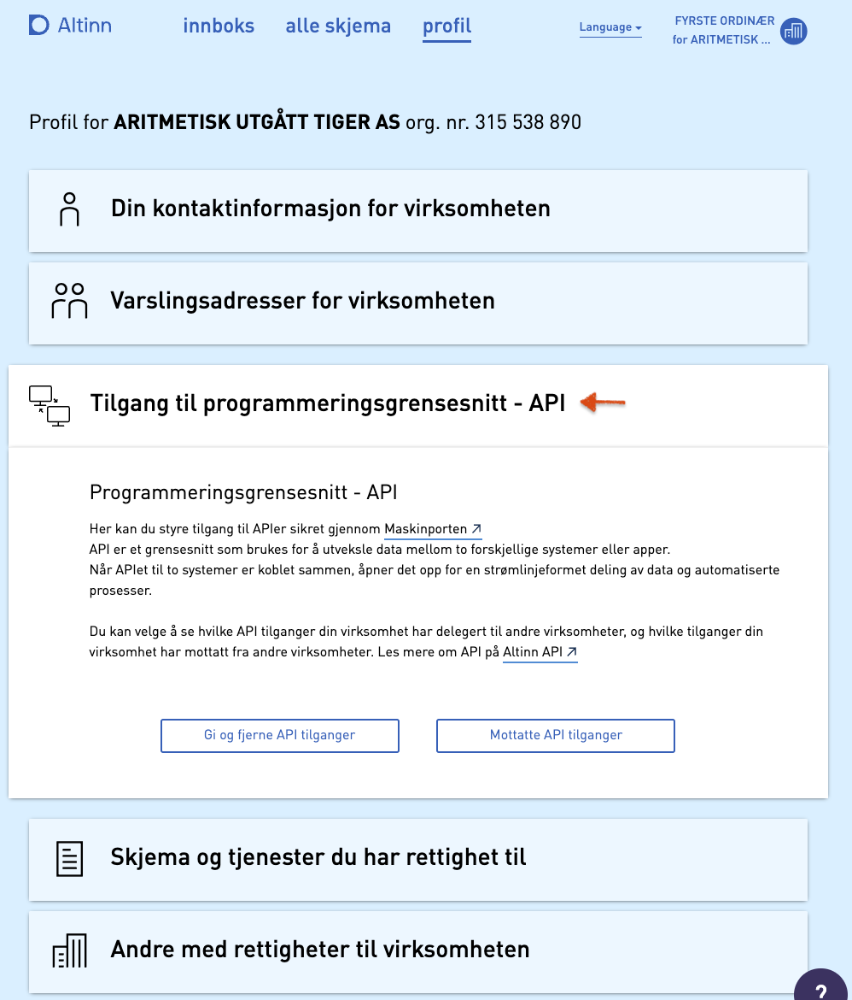 Altinn innboks alle skjema profil Language FYRSTE ORDINÆR
for ARITMETISK ...
Profil for ARITMETISK UTGÅTT TIGER AS org. nr. 315 538 890
Din kontaktinformasjon for virksomheten
Varslingsadresser for virksomheten
Tilgang til programmeringsgrensesnitt - API
Programmeringsgrensesnitt - API
Her kan du styre tilgang til APIer sikret gjennom Maskinporten
API er et grensesnitt som brukes for å utveksle data mellom to forskjellige systemer eller apper.
Når APIet til to systemer er koblet sammen, åpner det opp for en strømlinjeformet deling av data og automatiserte
prosesser.
Du kan velge å se hvilke API tilganger din virksomhet har delegert til andre virksomheter, og hvilke tilganger din
virksomhet har mottatt fra andre virksomheter. Les mere om API på Altinn API
Gi og fjerne API tilganger Mottatte API tilganger
Skjema og tjenester du har rettighet til
Andre med rettigheter til virksomheten
?